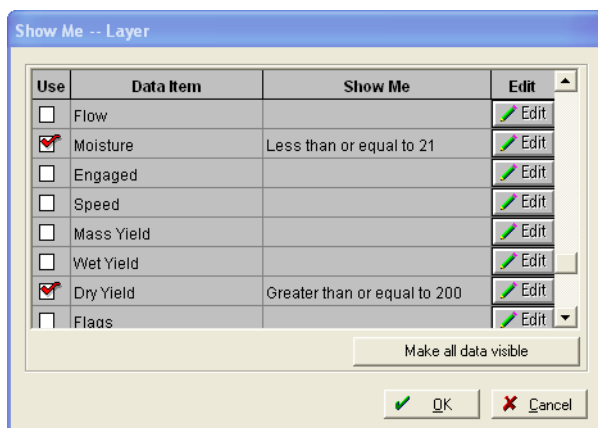 Show Me -- Layer
Use Data Item Show Me Edit
Flow Edit
Moisture Less than or equal to 21 Edit
Engaged Edit
Speed Edit
Mass Yield Edit
Wet Yield Edit
Dry Yield Greater than or equal to 200 Edit
Flags Edit
Make all data visible
OK Cancel